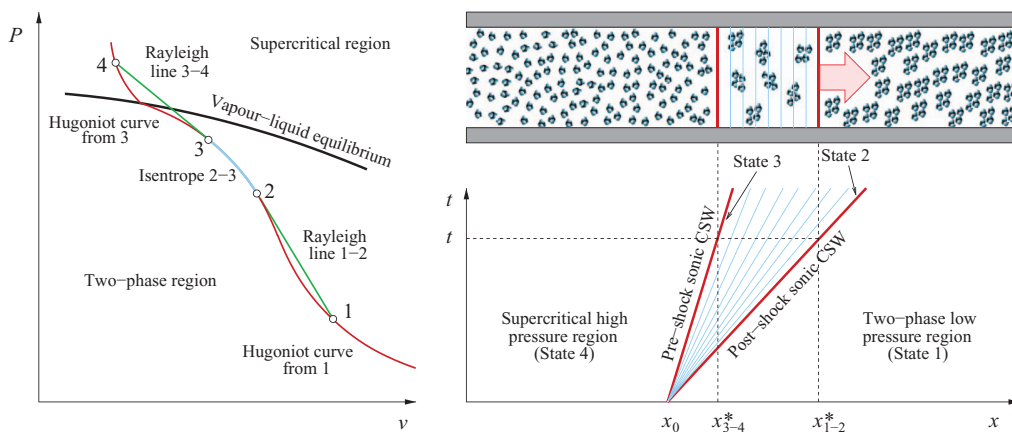 P
4
Rayleigh
line 3−4
Supercritical region
Hugoniot curve
from 3
Vapour−liquid equilibrium
3
Isentrope 2−3
2
Rayleigh
line 1−2
Two−phase region
1
Hugoniot curve
from 1
v
State 3
State 2
t
t
Pre−shock sonic CSW
Post−shock sonic CSW
Supercritical high
pressure region
(State 4)
Two−phase low
pressure region
(State 1)
x0
x*3−4
x*1−2
x